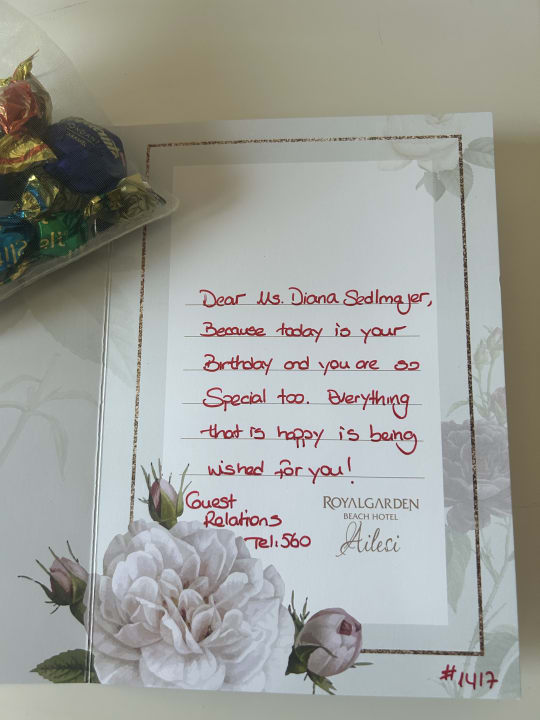 Dear Ms. Diana Sedlmayer,
Because today is your
Birthday and you are so
Special too. Everything
that is happy is being
wished for you!
Guest
Relations
Tel: 560
ROYALGARDEN
BEACH HOTEL
Ailesi
#1417